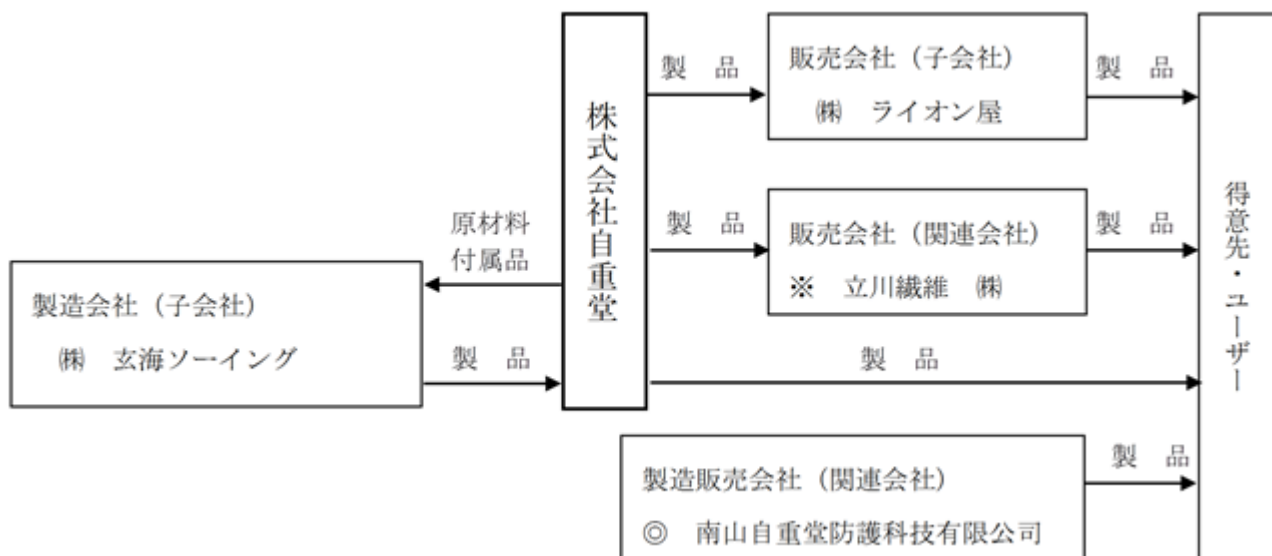 製　品
販売会社（子会社）
㈱　ライオン屋
製　品
株式会社自重堂
得意先・ユーザー
原材料
付属品
製　品
販売会社（関連会社）
※　立川繊維　㈱
製　品
製造会社（子会社）
㈱　玄海ソーイング
製　品
製　品
製造販売会社（関連会社）
◎　南山自重堂防護科技有限公司
製　品